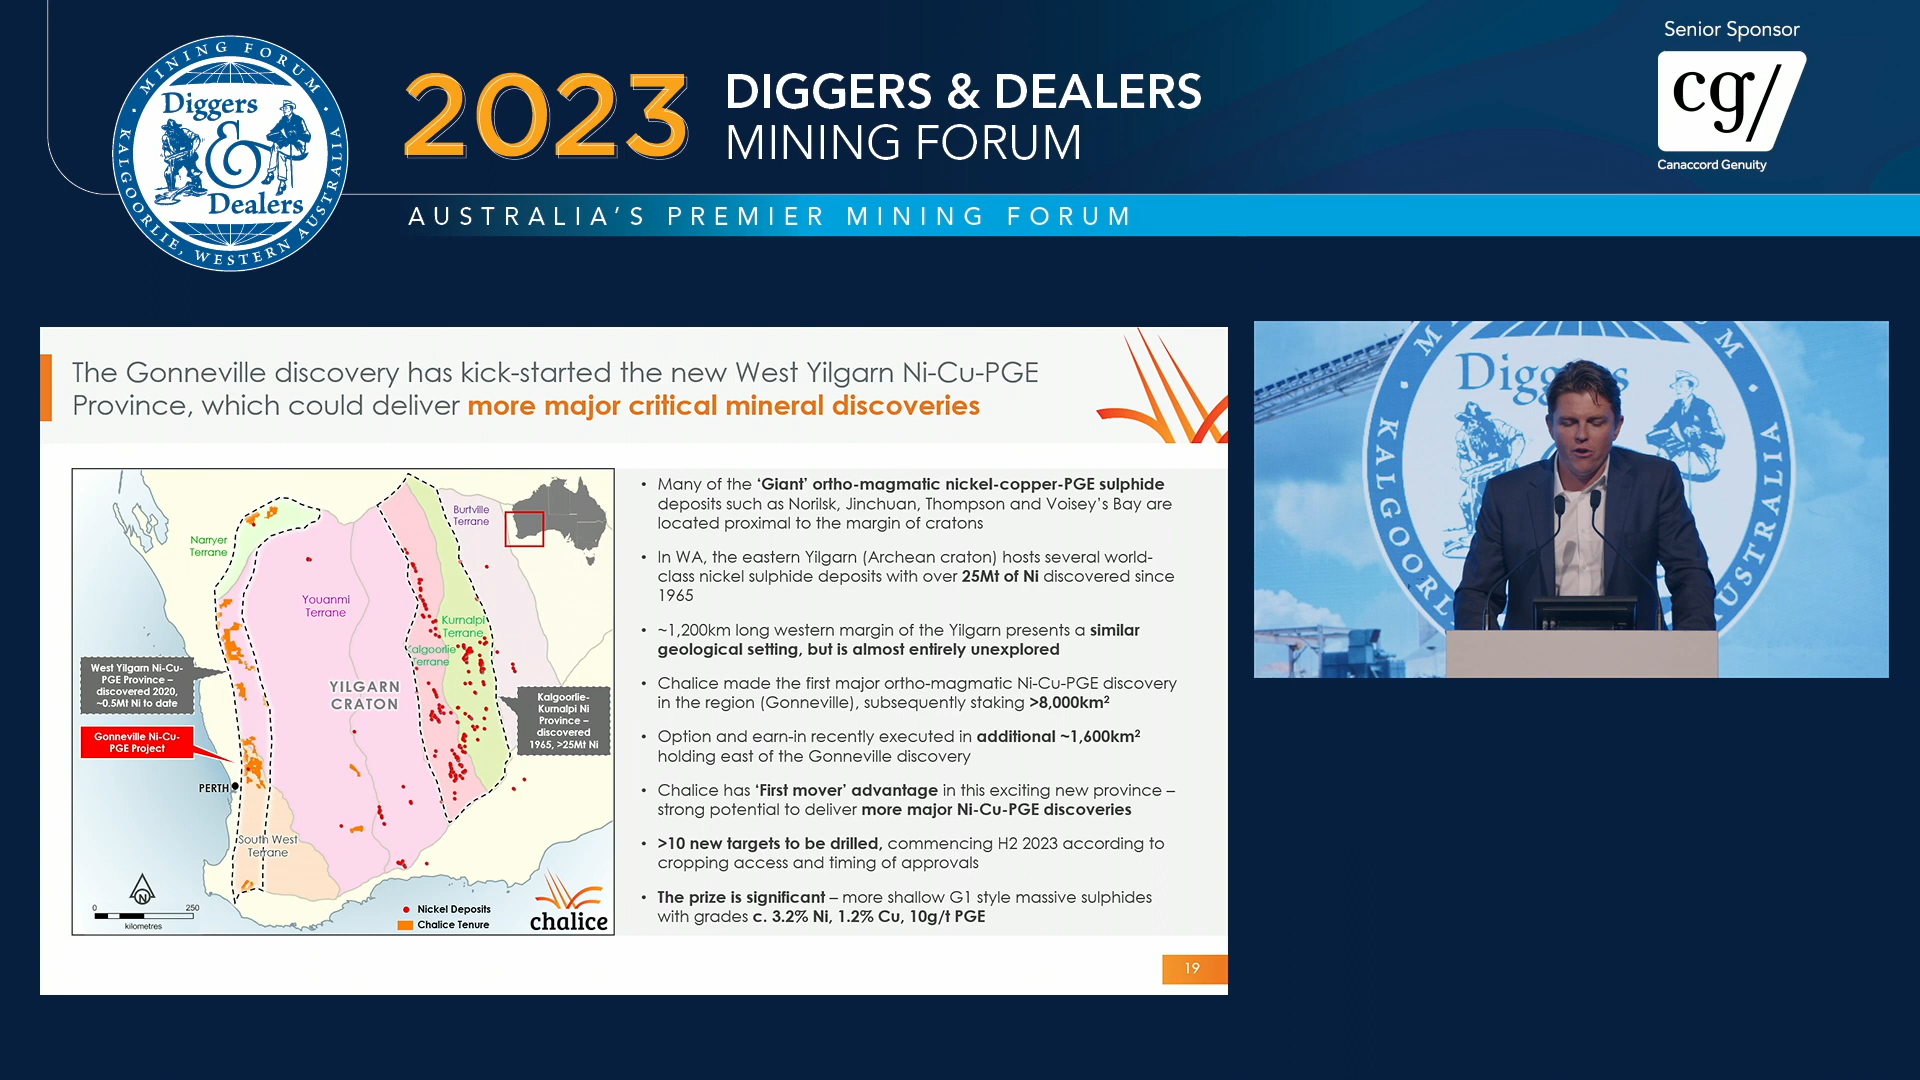 Senior Sponsor
cg/
Canaccord Genuity
MINING FORUM
KALGOORLIE, WESTERN AUSTRALIA
Diggers
&
Dealers
2023
DIGGERS & DEALERS
MINING FORUM
AUSTRALIA'S PREMIER MINING FORUM
The Gonneville discovery has kick-started the new West Yilgarn Ni-Cu-PGE
Province, which could deliver more major critical mineral discoveries
Narryer
Terrane
Burtville
Terrane
Youanmi
Terrane
Kurnalpi
Terrane
Kalgoorlie
Terrane
YILGARN
CRATON
West Yilgarn Ni-Cu-
PGE Province –
discovered 2020,
~0.5Mt Ni to date
Gonneville Ni-Cu-
PGE Project
Kalgoorlie-
Kurnalpi Ni
Province –
discovered
1965, >25Mt Ni
PERTH
South West
Terrane
N
0 250
kilometres
Nickel Deposits
Chalice Tenure
chalice
• Many of the ‘Giant’ ortho-magmatic nickel-copper-PGE sulphide
deposits such as Norilsk, Jinchuan, Thompson and Voisey’s Bay are
located proximal to the margin of cratons
• In WA, the eastern Yilgarn (Archean craton) hosts several world-
class nickel sulphide deposits with over 25Mt of Ni discovered since
1965
• ~1,200km long western margin of the Yilgarn presents a similar
geological setting, but is almost entirely unexplored
• Chalice made the first major ortho-magmatic Ni-Cu-PGE discovery
in the region (Gonneville), subsequently staking >8,000km²
• Option and earn-in recently executed in additional ~1,600km²
holding east of the Gonneville discovery
• Chalice has ‘First mover’ advantage in this exciting new province –
strong potential to deliver more major Ni-Cu-PGE discoveries
• >10 new targets to be drilled, commencing H2 2023 according to
cropping access and timing of approvals
• The prize is significant – more shallow G1 style massive sulphides
with grades c. 3.2% Ni, 1.2% Cu, 10g/t PGE
19